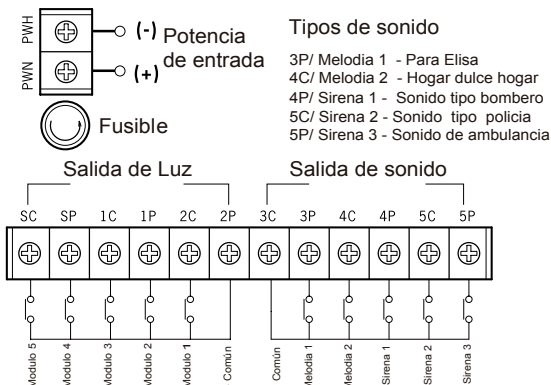 PWH
(-) Potencia
de entrada
PWN
(+)
Fusible
Tipos de sonido
3P/ Melodia 1 - Para Elisa
4C/ Melodia 2 - Hogar dulce hogar
4P/ Sirena 1 - Sonido tipo bombero
5C/ Sirena 2 - Sonido tipo policia
5P/ Sirena 3 - Sonido de ambulancia
Salida de Luz
Salida de sonido
SC SP 1C 1P 2C 2P 3C 3P 4C 4P 5C 5P
Modulo 5
Modulo 4
Modulo 3
Modulo 2
Modulo 1
Común
Común
Melodia 1
Melodia 2
Sirena 1
Sirena 2
Sirena 3